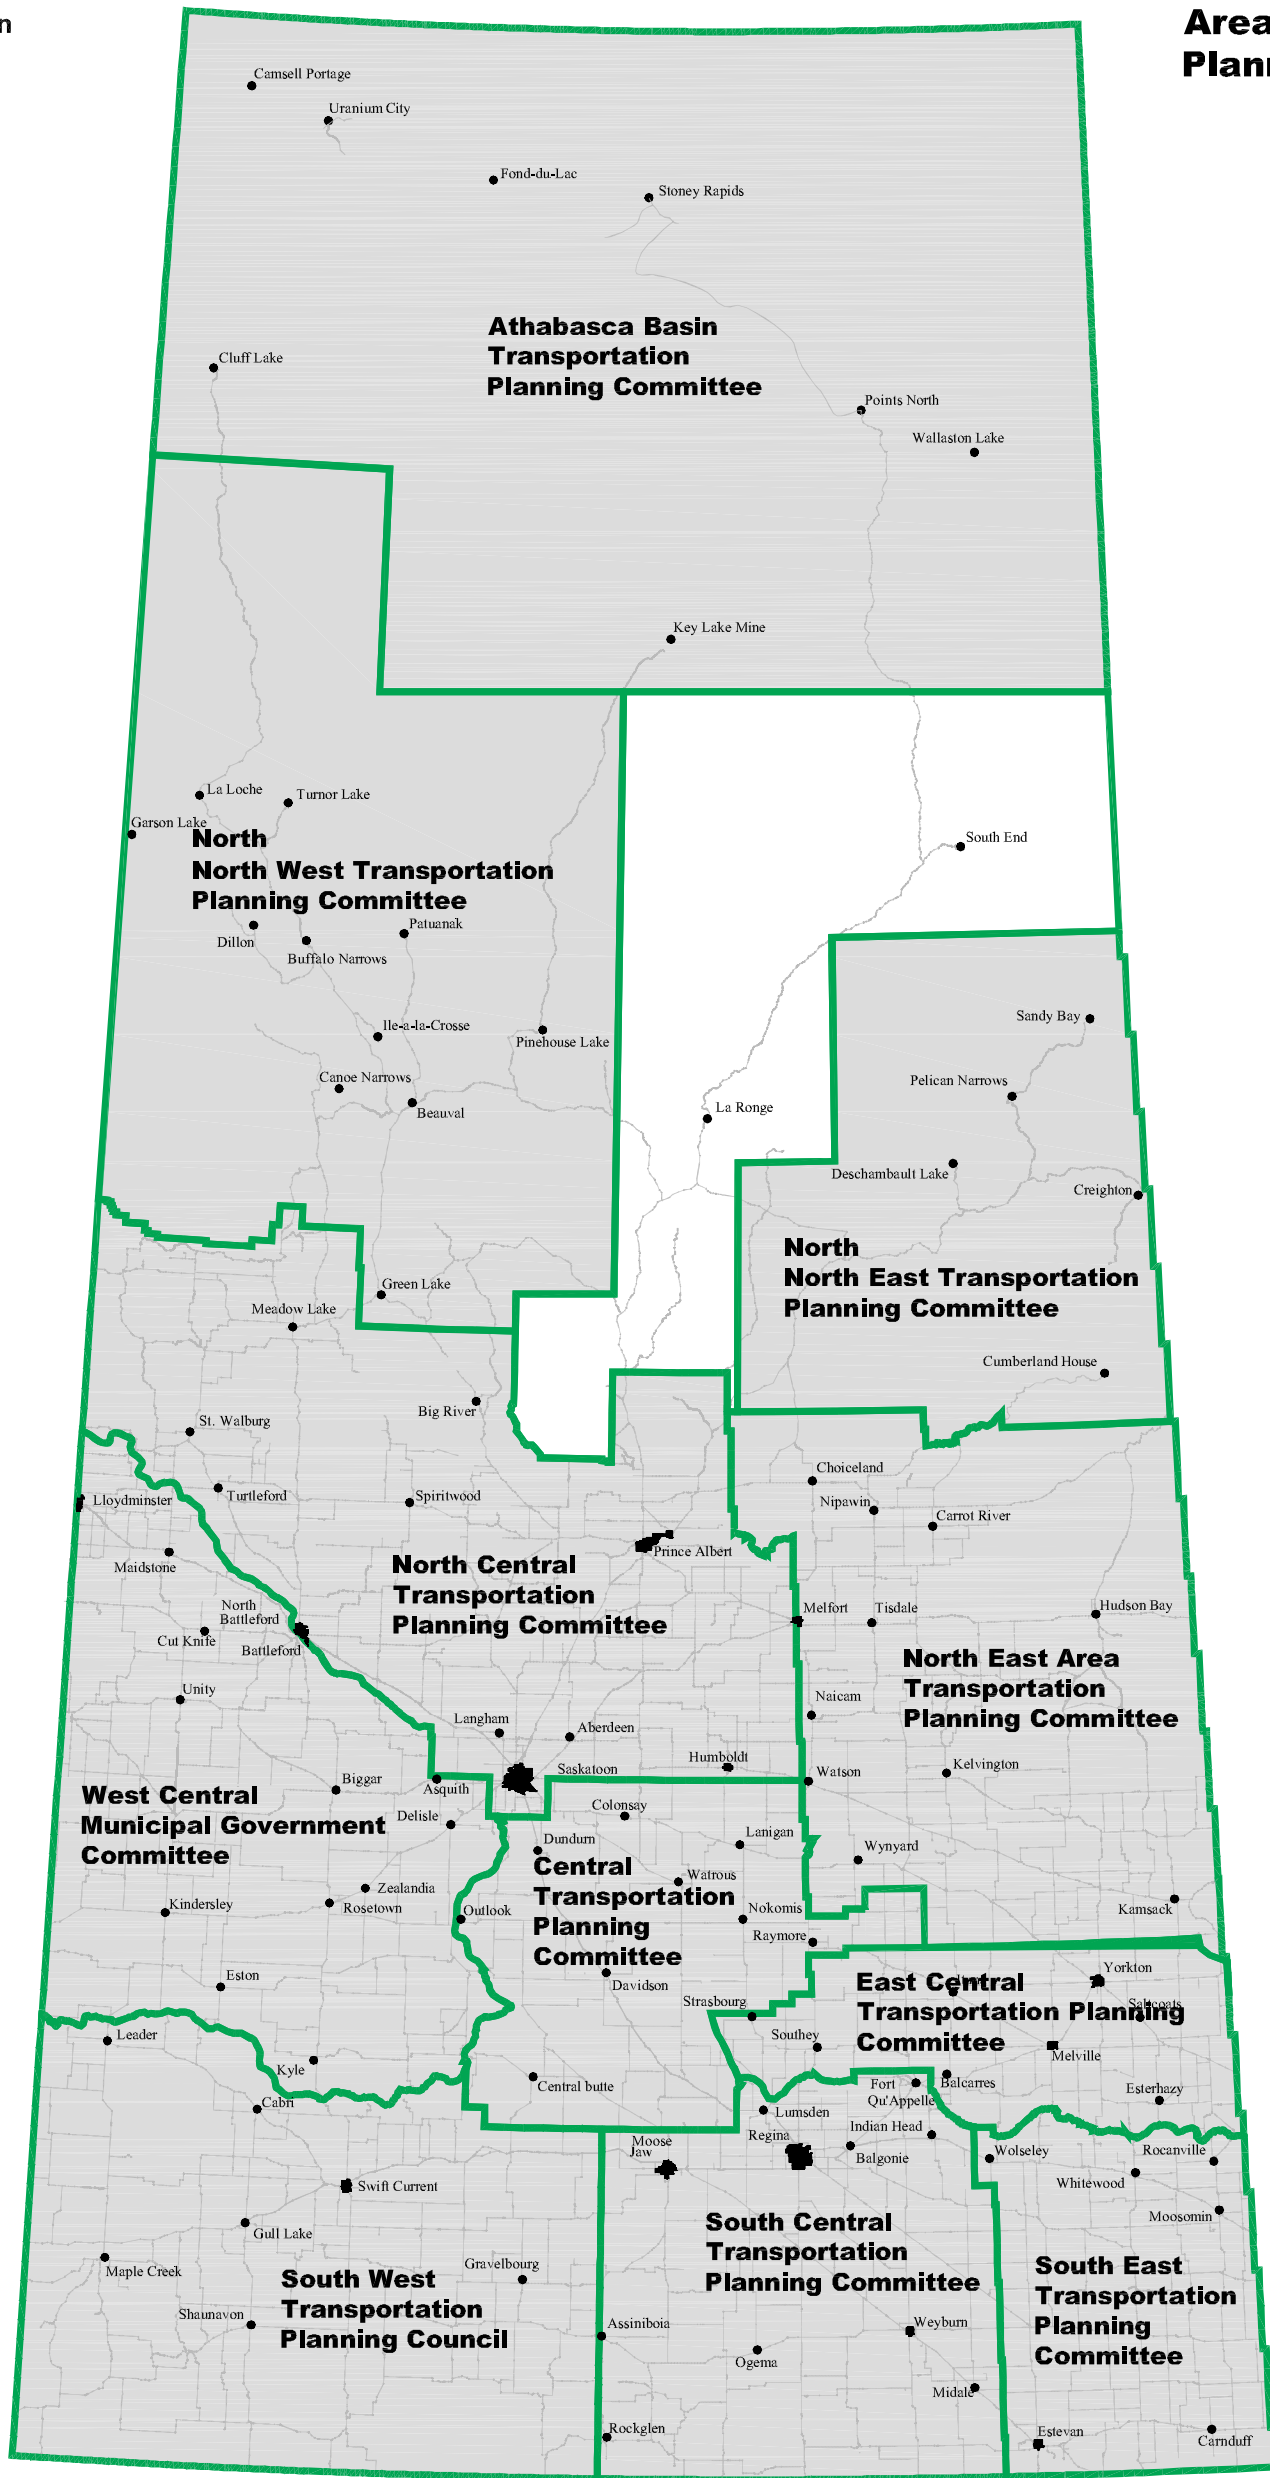 n
Area
Plan
Camsell Portage
Uranium City
Fond-du-Lac
Stoney Rapids
Athabasca Basin
Transportation
Planning Committee
Cluff Lake
Points North
Wallaston Lake
Key Lake Mine
La Loche
Turnor Lake
Garson Lake
North
North West Transportation
Planning Committee
South End
Patuanak
Dillon
Buffalo Narrows
Sandy Bay
Ile-a-la-Crosse
Pinehouse Lake
Canoe Narrows
Pelican Narrows
Beauval
La Ronge
Deschambault Lake
Creighton
North
North East Transportation
Planning Committee
Green Lake
Meadow Lake
Cumberland House
Big River
St. Walburg
Choiceland
Turtleford
Spiritwood
Lloydminster
Nipawin
Carrot River
Prince Albert
Maidstone
North Central
Transportation
Planning Committee
North
Battleford
Melfort
Tisdale
Hudson Bay
Cut Knife
Battleford
North East Area
Transportation
Planning Committee
Unity
Naicam
Langham
Aberdeen
Humboldt
Kelvington
Saskatoon
Watson
Biggar
Asquith
West Central
Municipal Government
Committee
Colonsay
Delisle
Lanigan
Dundurn
Wynyard
Central
Transportation
Planning
Committee
Watrous
Zealandia
Kindersley
Rosetown
Outlook
Nokomis
Kamsack
Raymore
Eston
Davidson
Yorkton
East Central
Transportation Planning
Committee
Strasbourg
Saltcoats
Leader
Southey
Melville
Kyle
Central butte
Fort
Qu'Appelle
Balcarres
Esterhazy
Cabri
Lumsden
Indian Head
Regina
Moose
Jaw
Balgonie
Wolseley
Rocanville
Whitewood
Swift Current
Moosomin
Gull Lake
South Central
Transportation
Planning Committee
Maple Creek
Gravelbourg
South West
Transportation
Planning Council
South East
Transportation
Planning
Committee
Shaunavon
Assiniboia
Weyburn
Ogema
Midale
Rockglen
Estevan
Carnduff